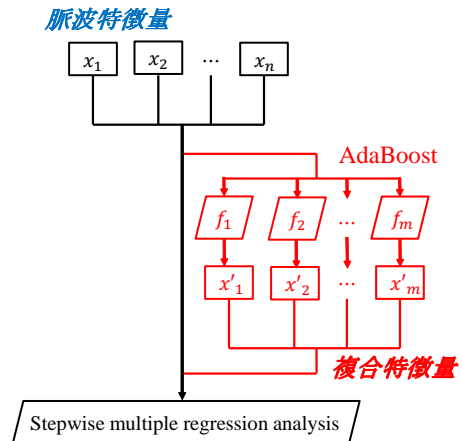 脈波特徴量
x₁ x₂ … xₙ
AdaBoost
f₁ f₂ … fₘ
x'₁ x'₂ … x'ₘ
複合特徴量
Stepwise multiple regression analysis